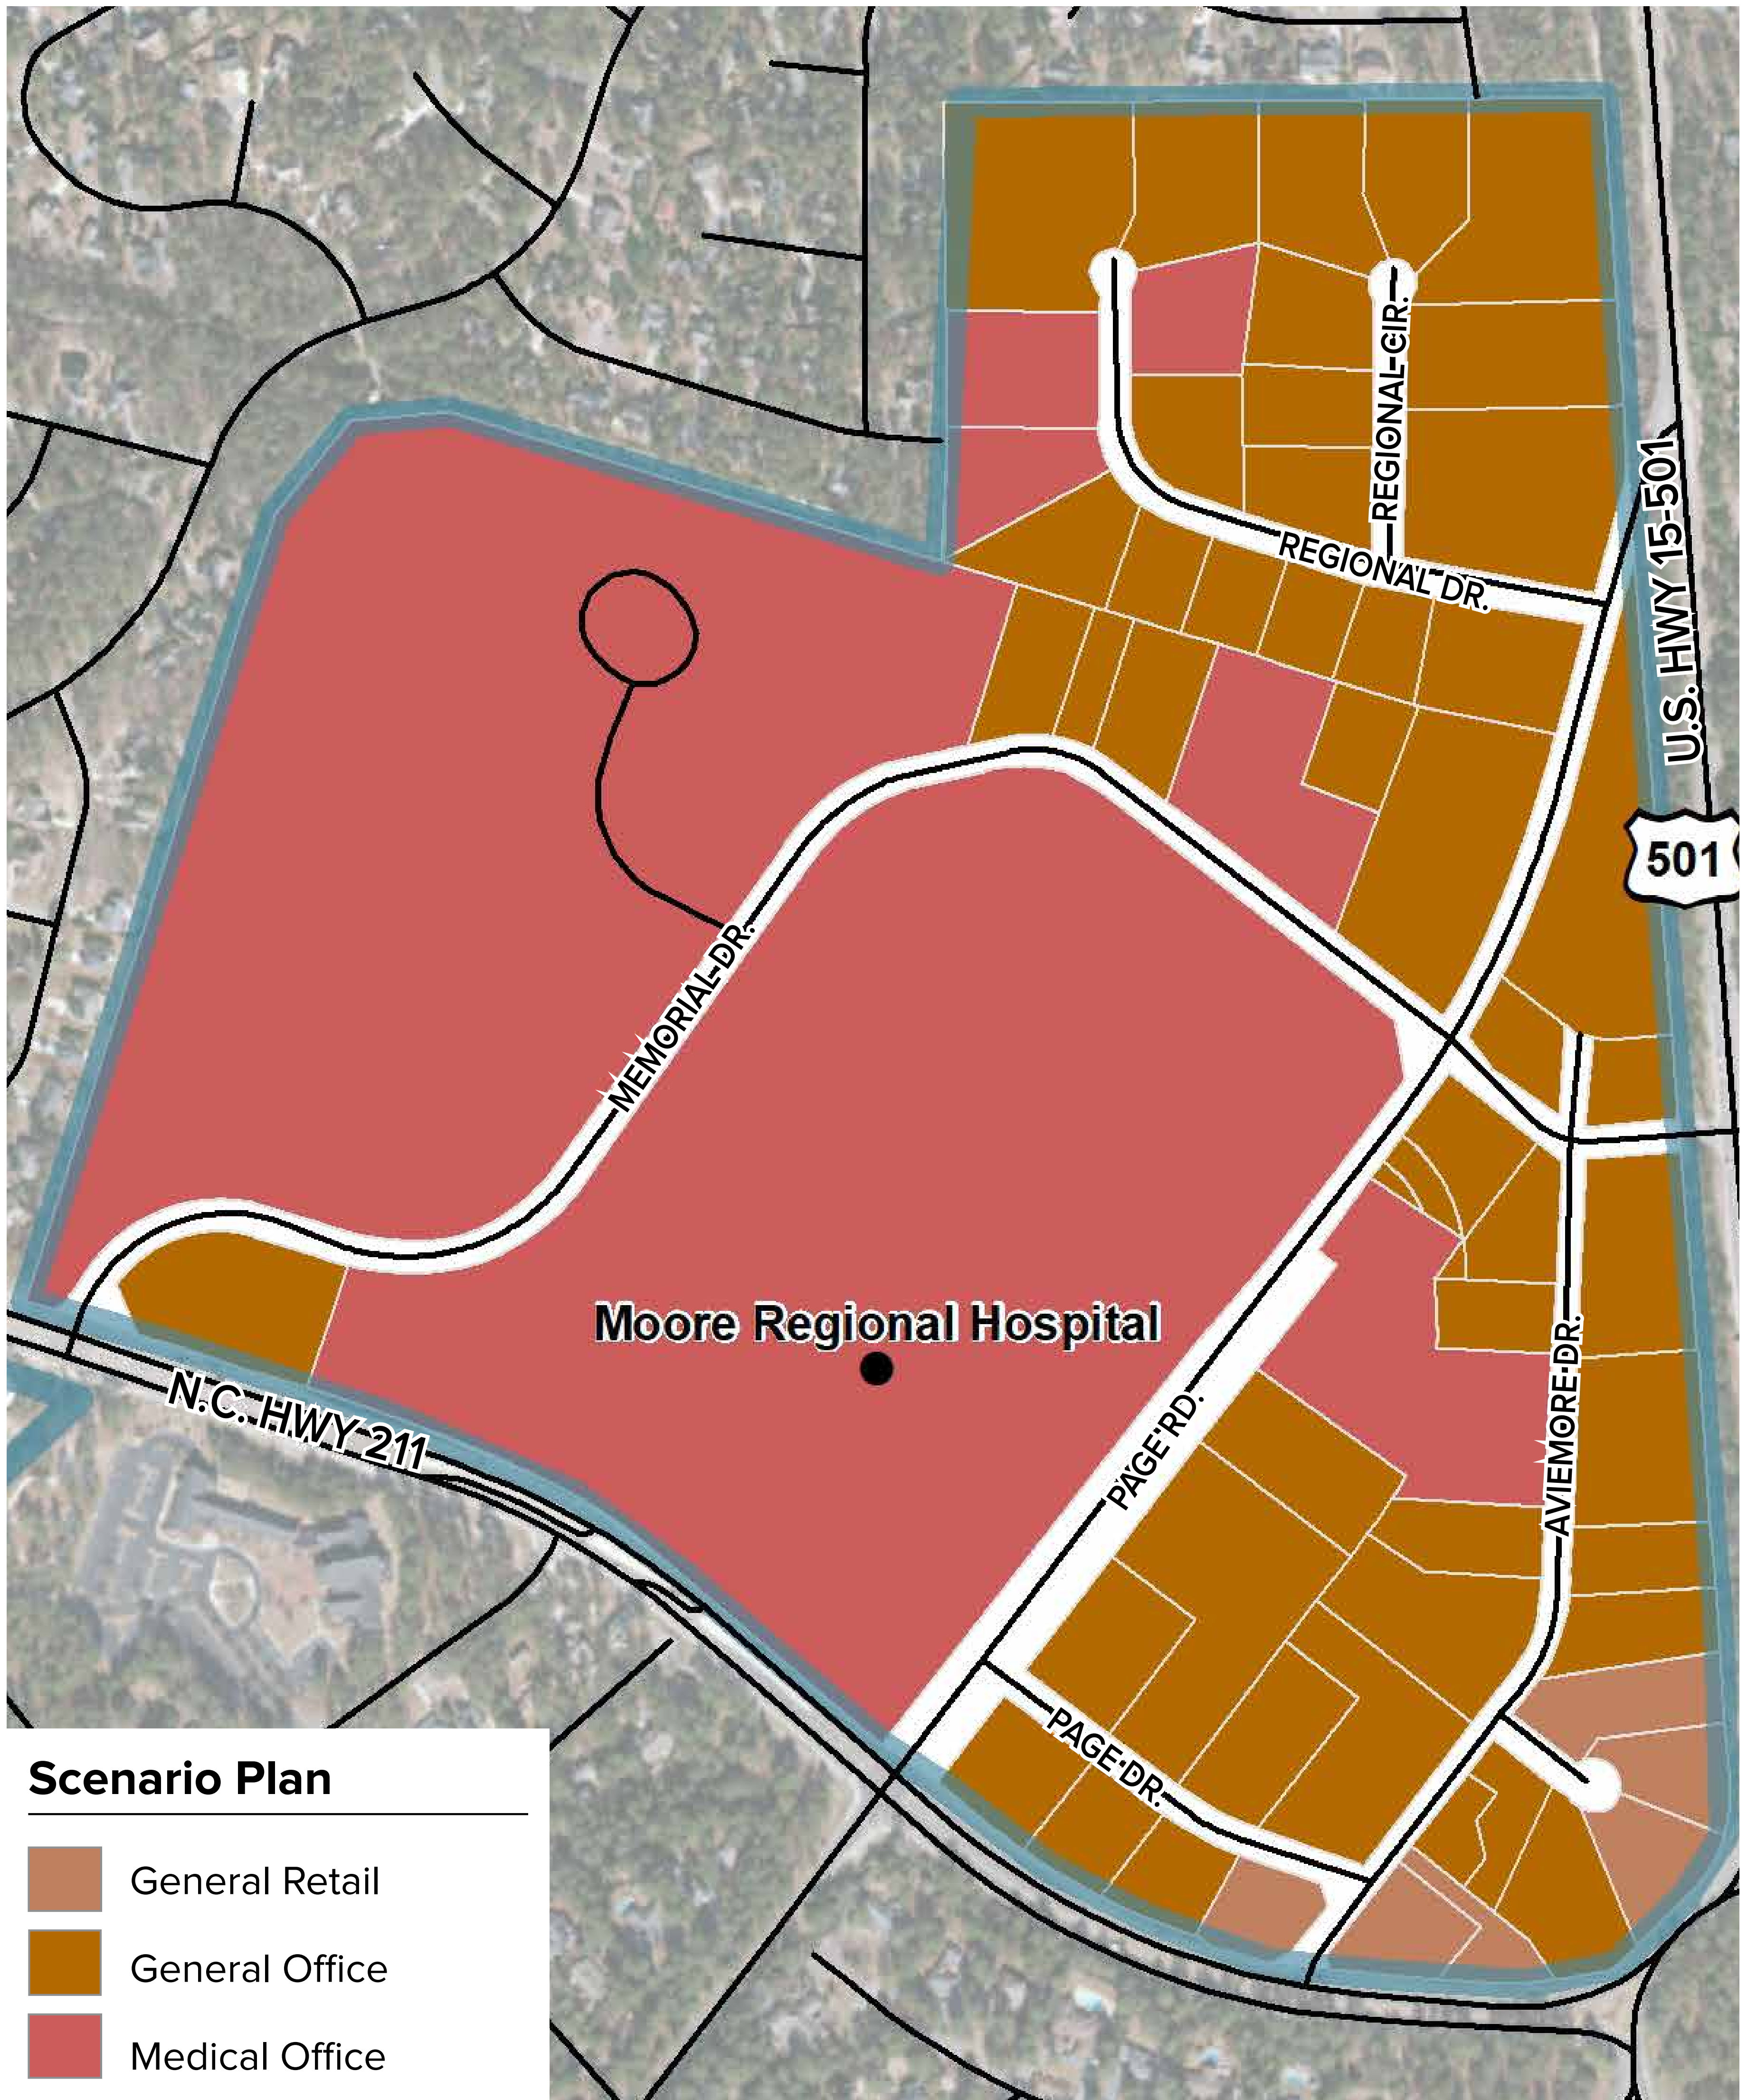 REGIONAL CIR.
REGIONAL DR.
U.S. HWY 15-501
501
MEMORIAL DR.
Moore Regional Hospital
N.C. HWY 211
PAGE RD.
AVIEMORE DR.
PAGE DR.
Scenario Plan
General Retail
General Office
Medical Office